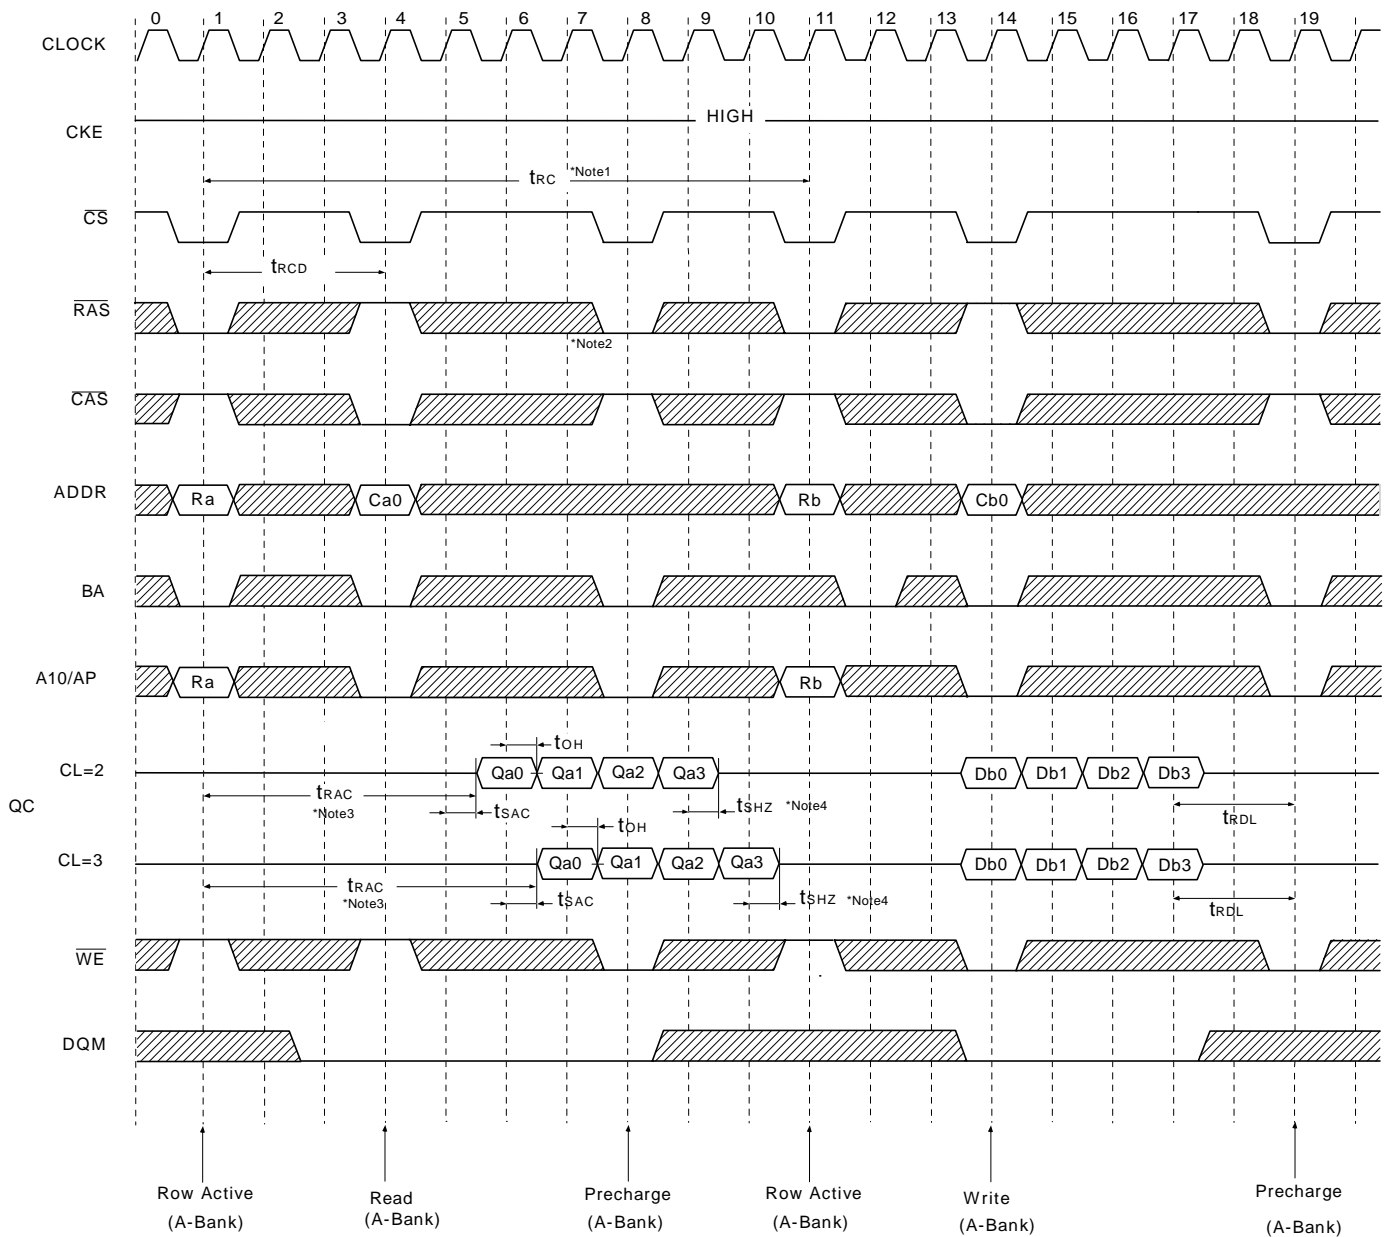 0 1 2 3 4 5 6 7 8 9 10 11 12 13 14 15 16 17 18 19
CLOCK
HIGH
CKE
tRC *Note1
CS
tRCD
RAS
*Note2
CAS
ADDR Ra Ca0 Rb Cb0
BA
A10/AP Ra Rb
tOH
CL=2 Qa0 Qa1 Qa2 Qa3 Db0 Db1 Db2 Db3
QC
tRAC
*Note3 tSAC tSHZ *Note4 tRDL
tOH
CL=3 Qa0 Qa1 Qa2 Qa3 Db0 Db1 Db2 Db3
tRAC
*Note3 tSAC tSHZ *Note4 tRDL
WE
DQM
Row Active
(A-Bank)
Read
(A-Bank)
Precharge
(A-Bank)
Row Active
(A-Bank)
Write
(A-Bank)
Precharge
(A-Bank)